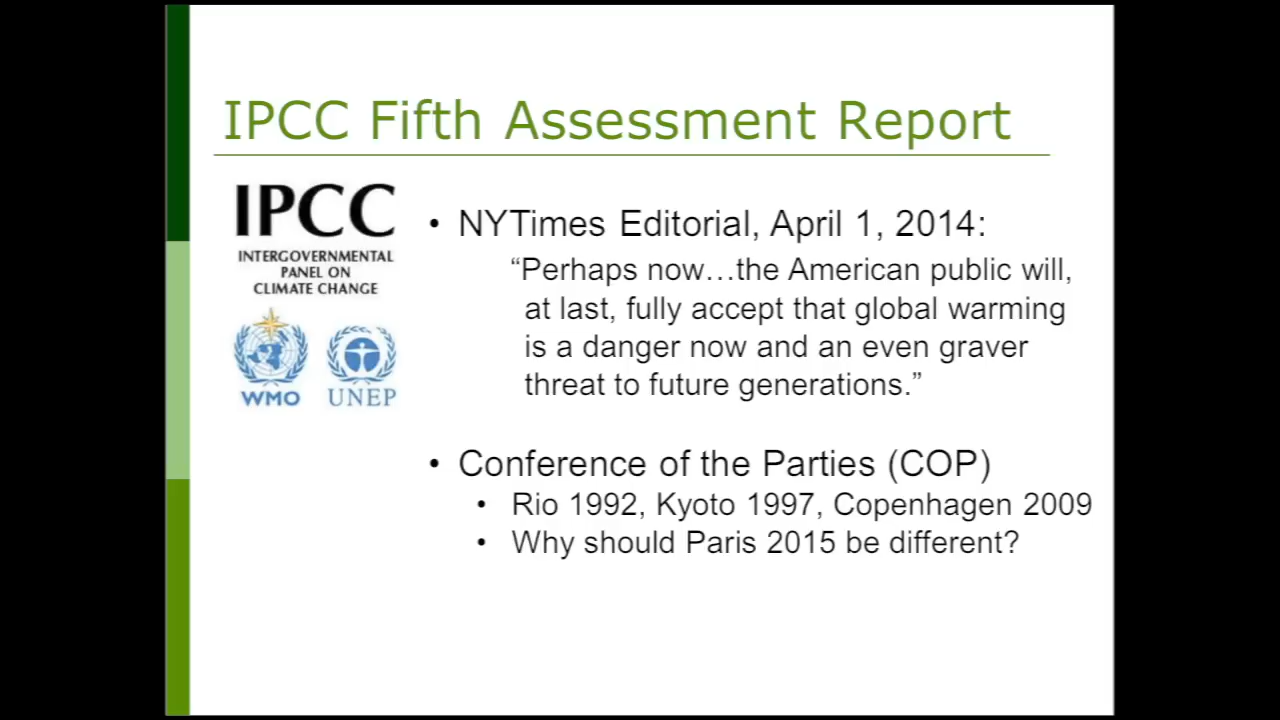 IPCC Fifth Assessment Report
IPCC
INTERGOVERNMENTAL
PANEL ON
CLIMATE CHANGE
WMO
UNEP
• NYTimes Editorial, April 1, 2014:
“Perhaps now…the American public will,
at last, fully accept that global warming
is a danger now and an even graver
threat to future generations.”
• Conference of the Parties (COP)
• Rio 1992, Kyoto 1997, Copenhagen 2009
• Why should Paris 2015 be different?